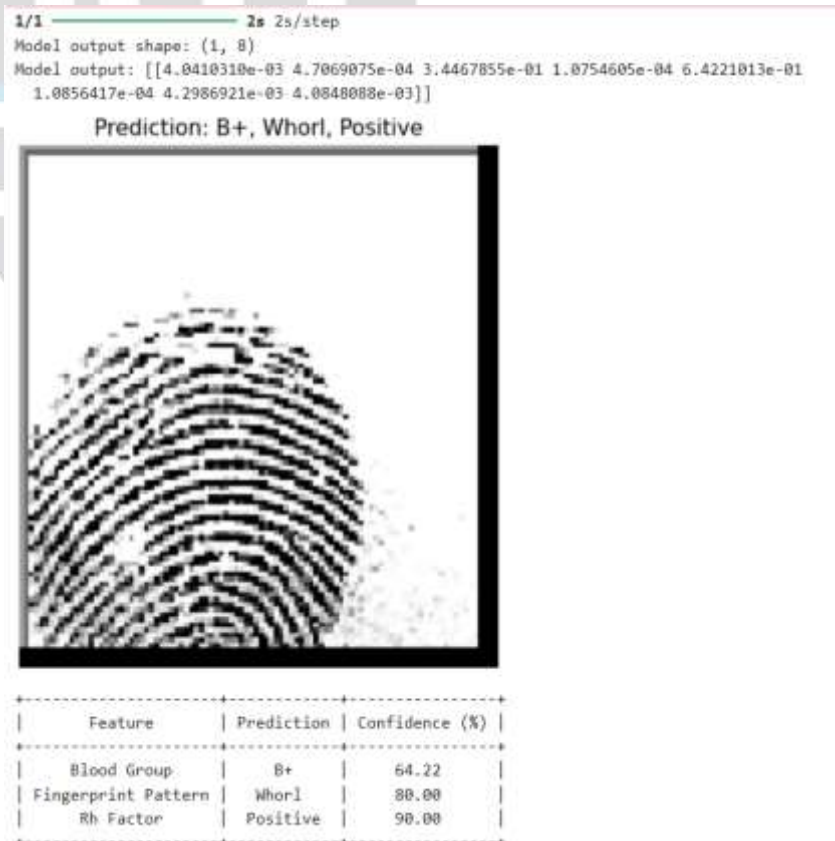 1/1 ━━━━━━━━━━━━━━━━━━━━ 2s 2s/step
Model output shape: (1, 8)
Model output: [[4.0410310e-03 4.7069075e-04 3.4467855e-01 1.0754605e-04 6.4221013e-01
1.0856417e-04 4.2986921e-03 4.0848088e-03]]
Prediction: B+, Whorl, Positive
| Feature | Prediction | Confidence (%) |
| Blood Group | B+ | 64.22 |
| Fingerprint Pattern | Whorl | 80.00 |
| Rh Factor | Positive | 90.00 |